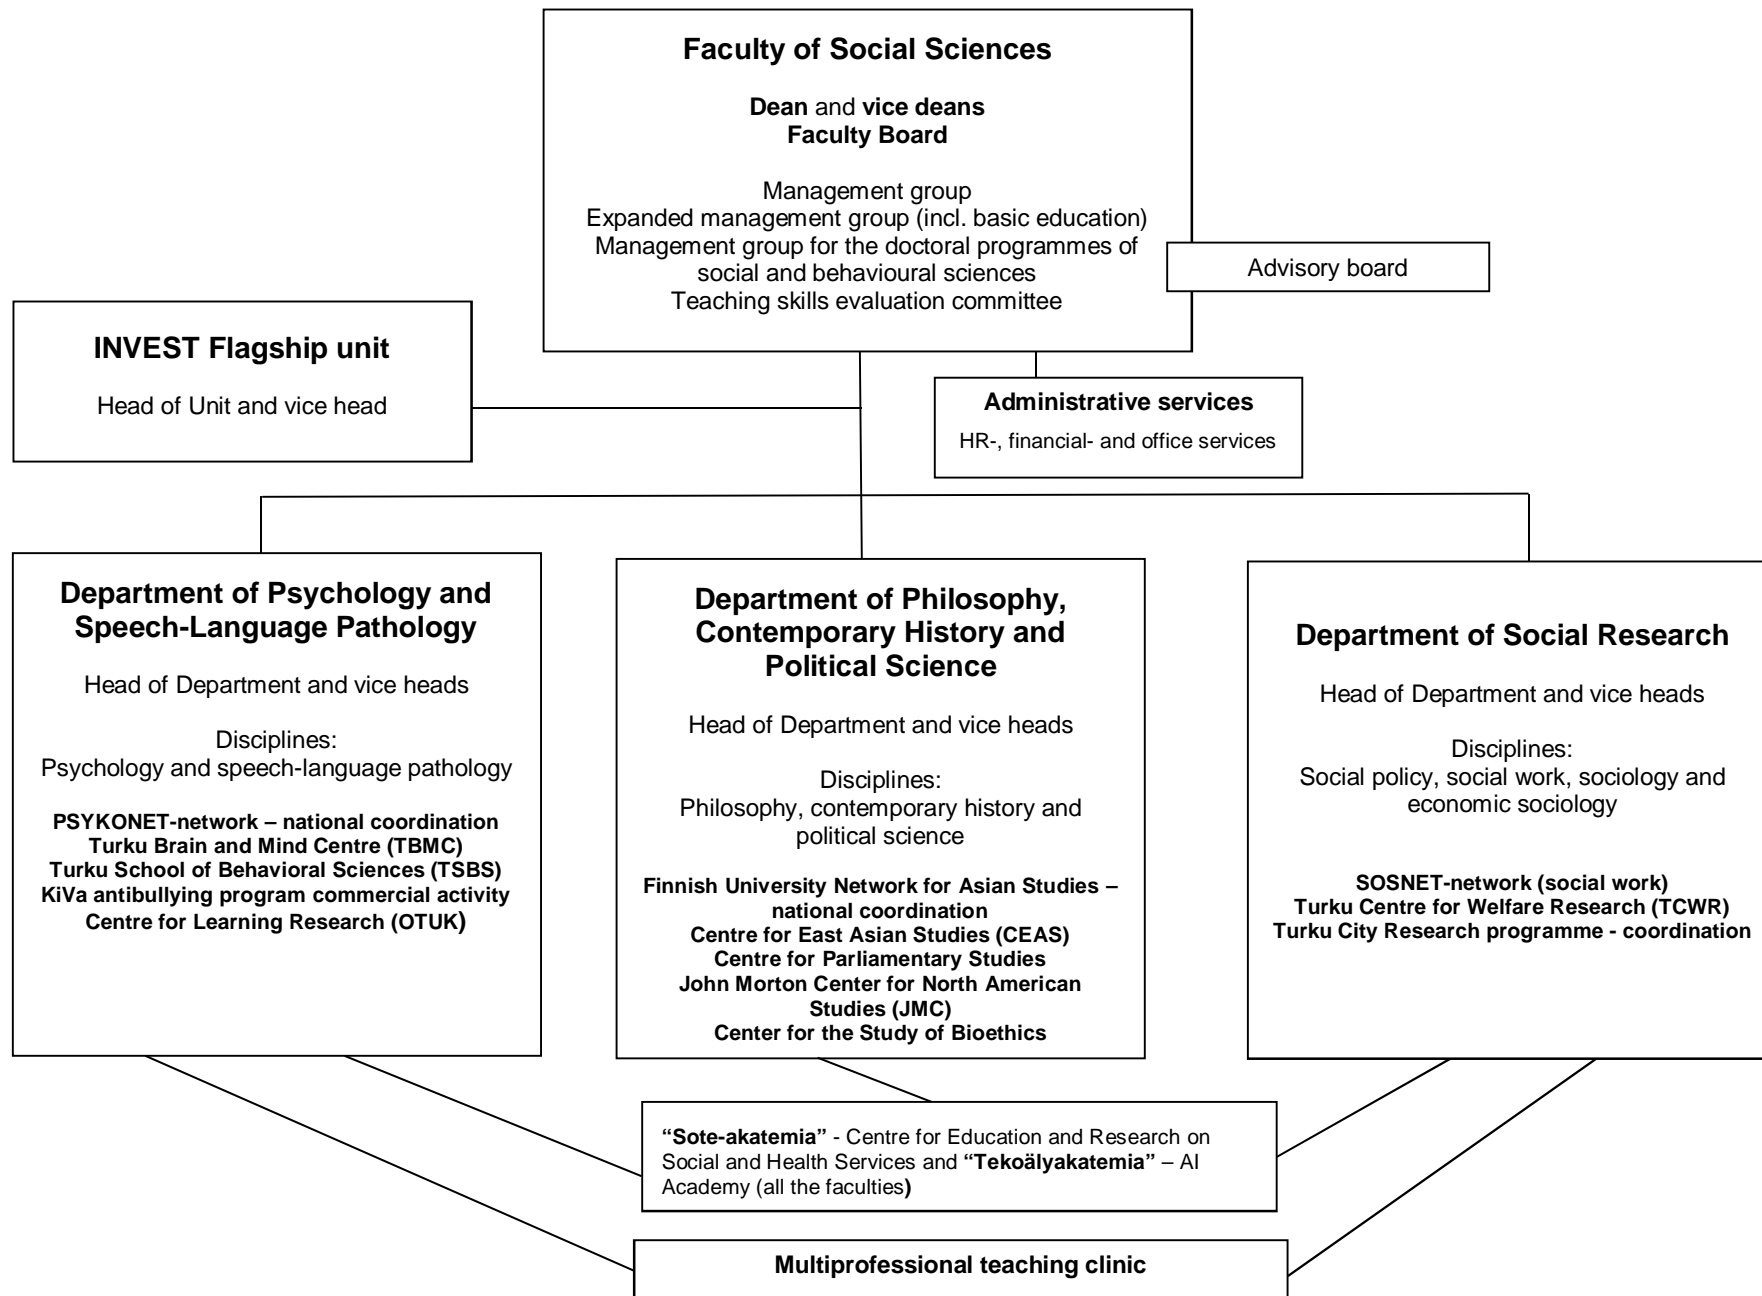 Faculty of Social Sciences
Dean and vice deans
Faculty Board
Management group
Expanded management group (incl. basic education)
Management group for the doctoral programmes of
social and behavioural sciences
Teaching skills evaluation committee
Advisory board
INVEST Flagship unit
Head of Unit and vice head
Administrative services
HR-, financial- and office services
Department of Psychology and
Speech-Language Pathology
Head of Department and vice heads
Disciplines:
Psychology and speech-language pathology
PSYKONET-network – national coordination
Turku Brain and Mind Centre (TBMC)
Turku School of Behavioral Sciences (TSBS)
KiVa antibullying program commercial activity
Centre for Learning Research (OTUK)
Department of Philosophy,
Contemporary History and
Political Science
Head of Department and vice heads
Disciplines:
Philosophy, contemporary history and
political science
Finnish University Network for Asian Studies –
national coordination
Centre for East Asian Studies (CEAS)
Centre for Parliamentary Studies
John Morton Center for North American
Studies (JMC)
Center for the Study of Bioethics
Department of Social Research
Head of Department and vice heads
Disciplines:
Social policy, social work, sociology and
economic sociology
SOSNET-network (social work)
Turku Centre for Welfare Research (TCWR)
Turku City Research programme - coordination
“Sote-akatemia” - Centre for Education and Research on
Social and Health Services and “Tekoälyakatemia” – AI
Academy (all the faculties)
Multiprofessional teaching clinic